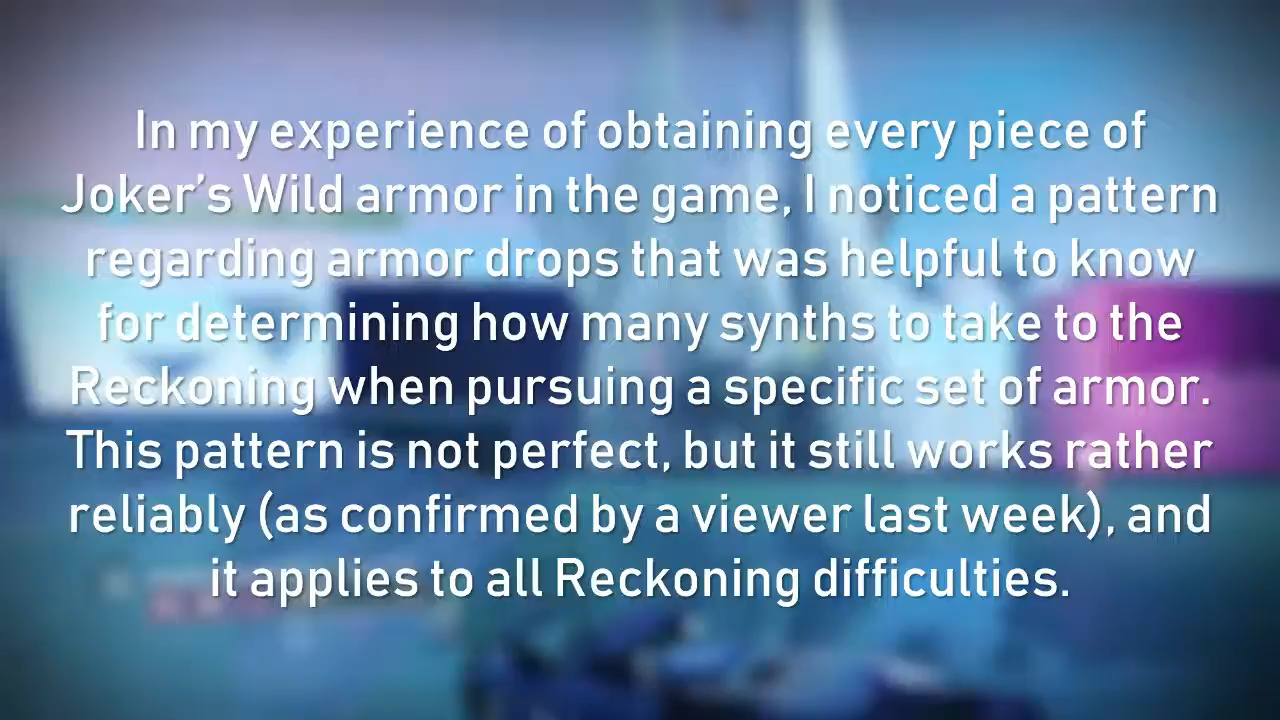 In my experience of obtaining every piece of
Joker's Wild armor in the game, I noticed a pattern
regarding armor drops that was helpful to know
for determining how many synths to take to the
Reckoning when pursuing a specific set of armor.
This pattern is not perfect, but it still works rather
reliably (as confirmed by a viewer last week), and
it applies to all Reckoning difficulties.